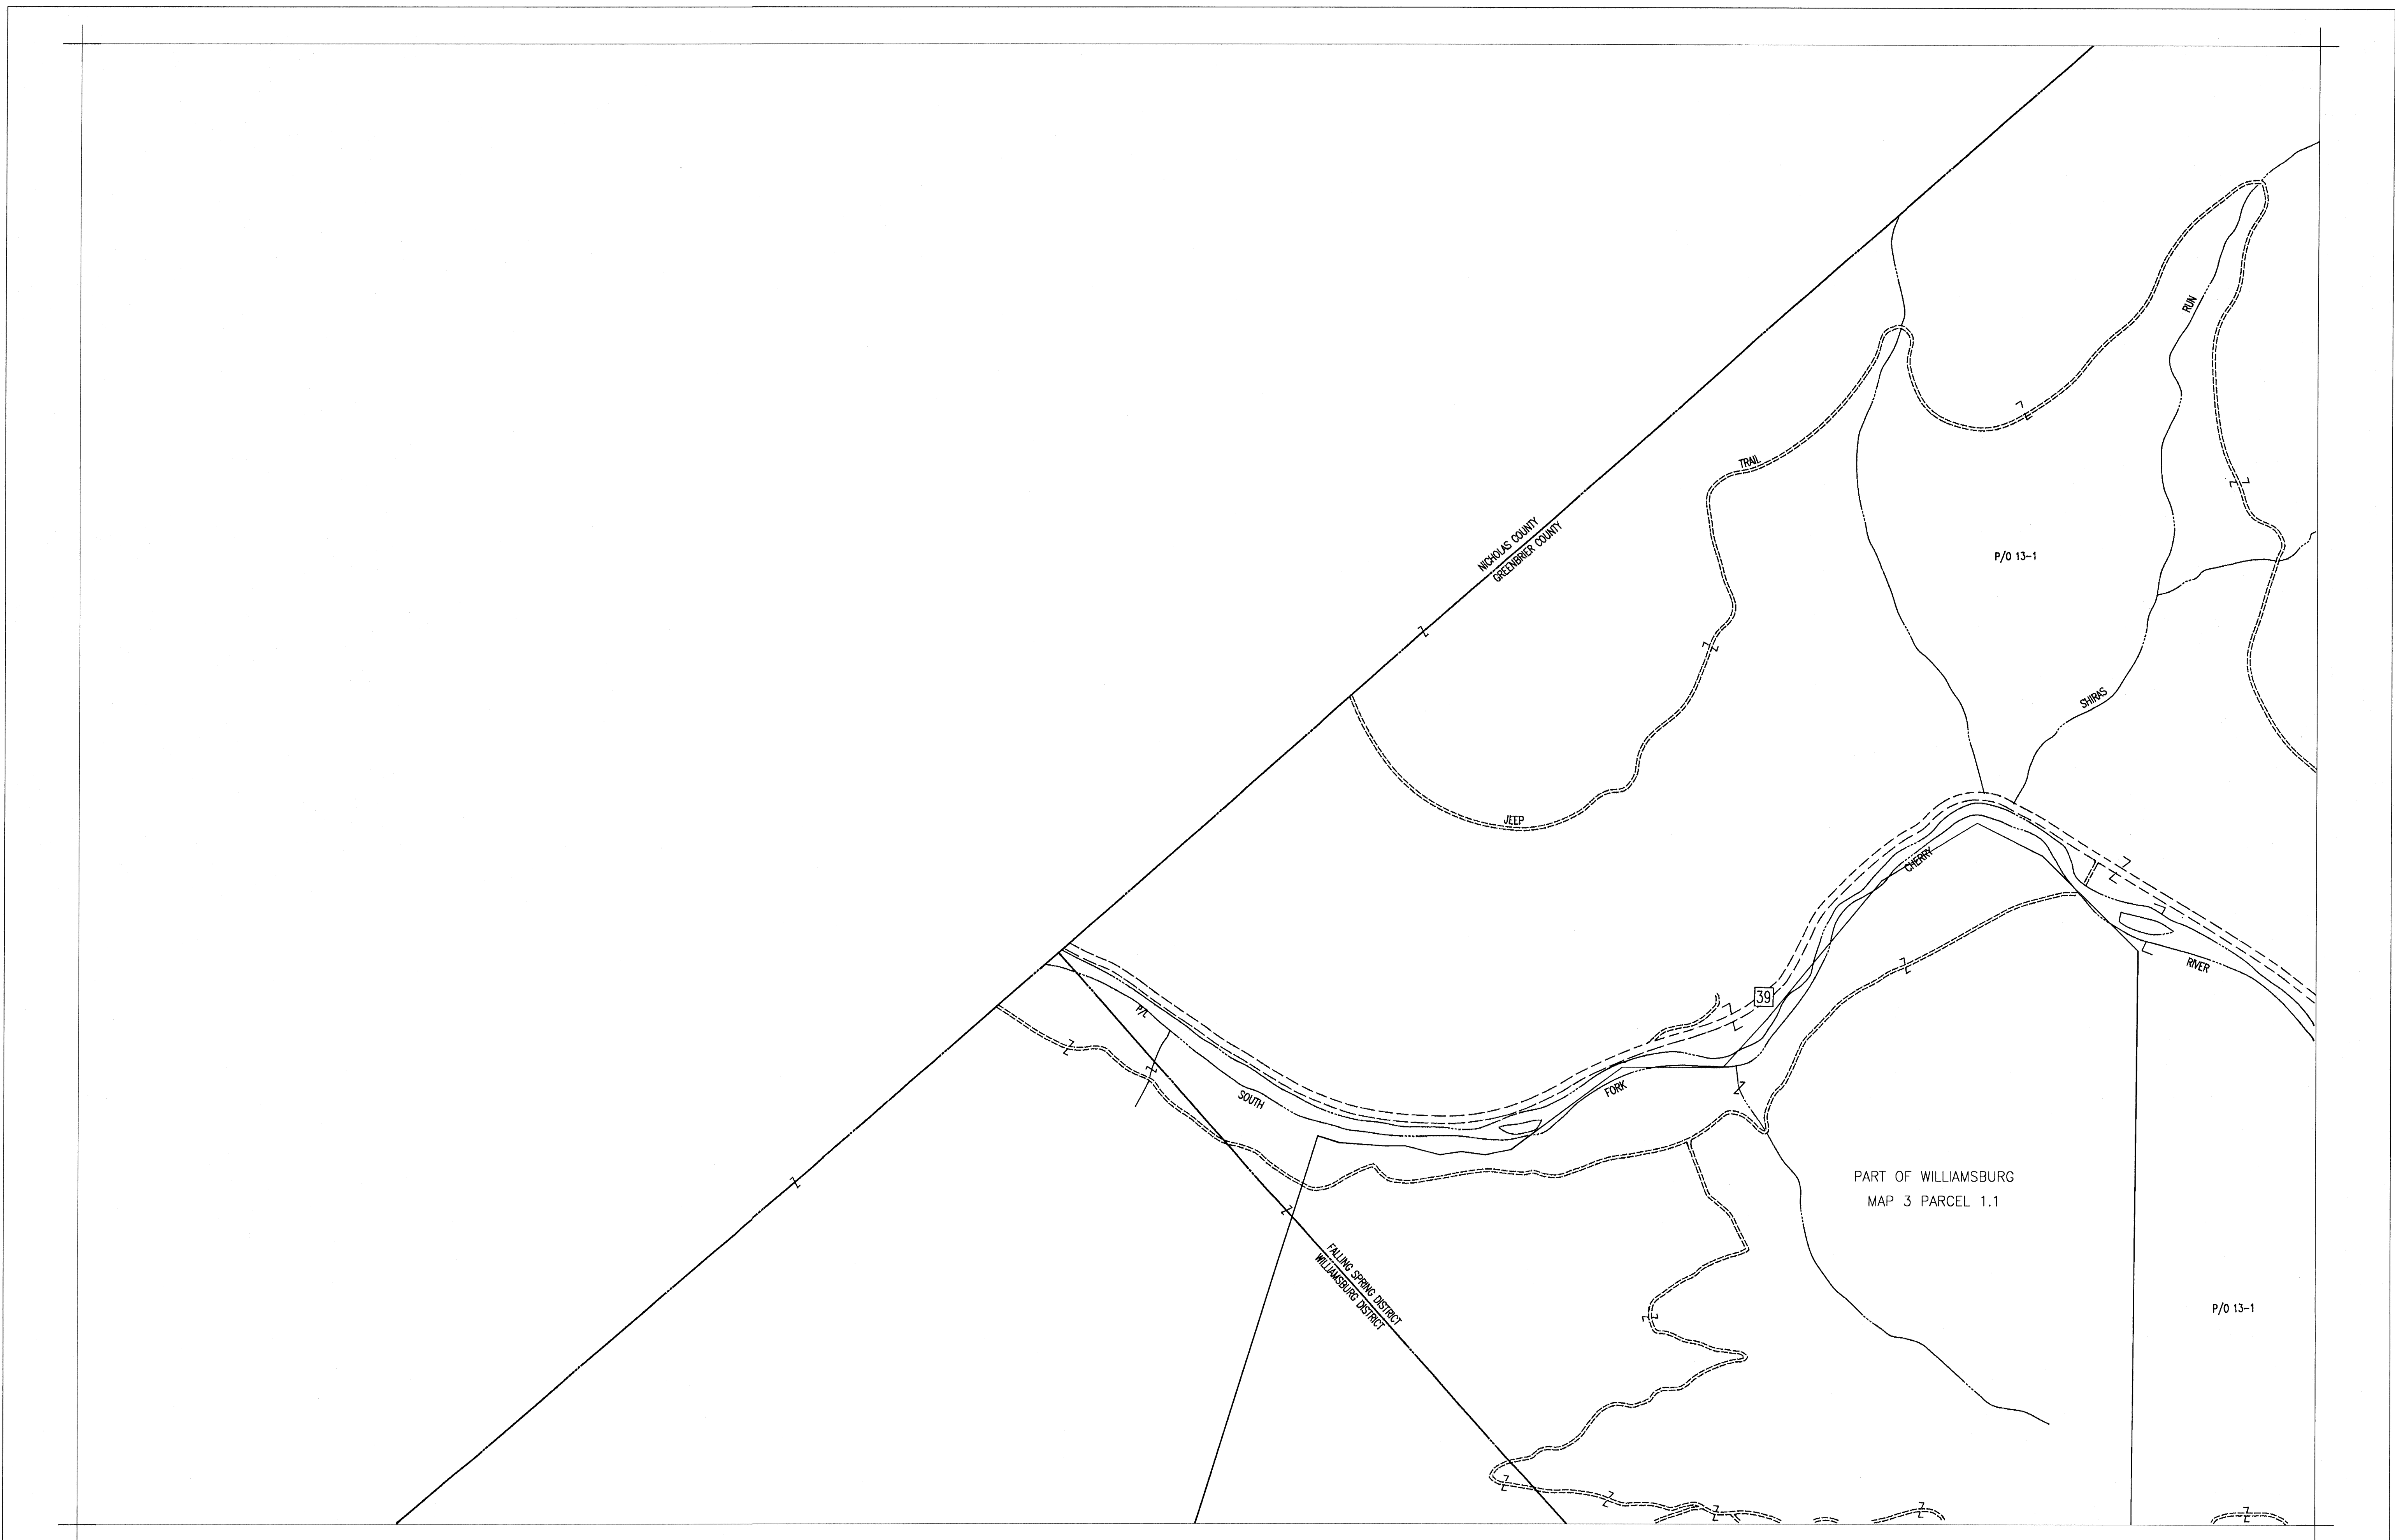 RUN
TRAIL
NICHOLAS COUNTY
GREENBRIER COUNTY
P/O 13-1
SHIRAS
JEEP
CHERRY
RIVER
39
P/L
SOUTH
FORK
PART OF WILLIAMSBURG
MAP 3 PARCEL 1.1
FALLING SPRING DISTRICT
WILLIAMSBURG DISTRICT
P/O 13-1